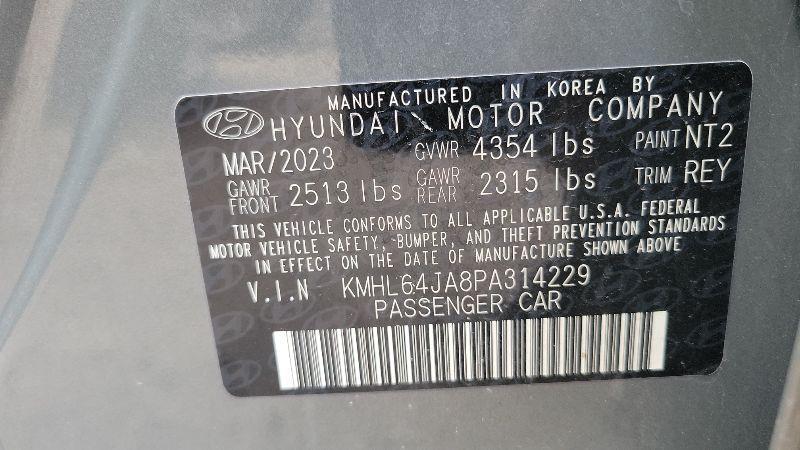 MANUFACTURED IN KOREA BY
HYUNDAI MOTOR COMPANY
MAR/2023 GVWR 4354 lbs PAINT NT2
GAWR FRONT 2513 lbs GAWR REAR 2315 lbs TRIM REY
THIS VEHICLE CONFORMS TO ALL APPLICABLE U.S.A. FEDERAL
MOTOR VEHICLE SAFETY, BUMPER, AND THEFT PREVENTION STANDARDS
IN EFFECT ON THE DATE OF MANUFACTURE SHOWN ABOVE
V.I.N KMHL64JA8PA314229
PASSENGER CAR